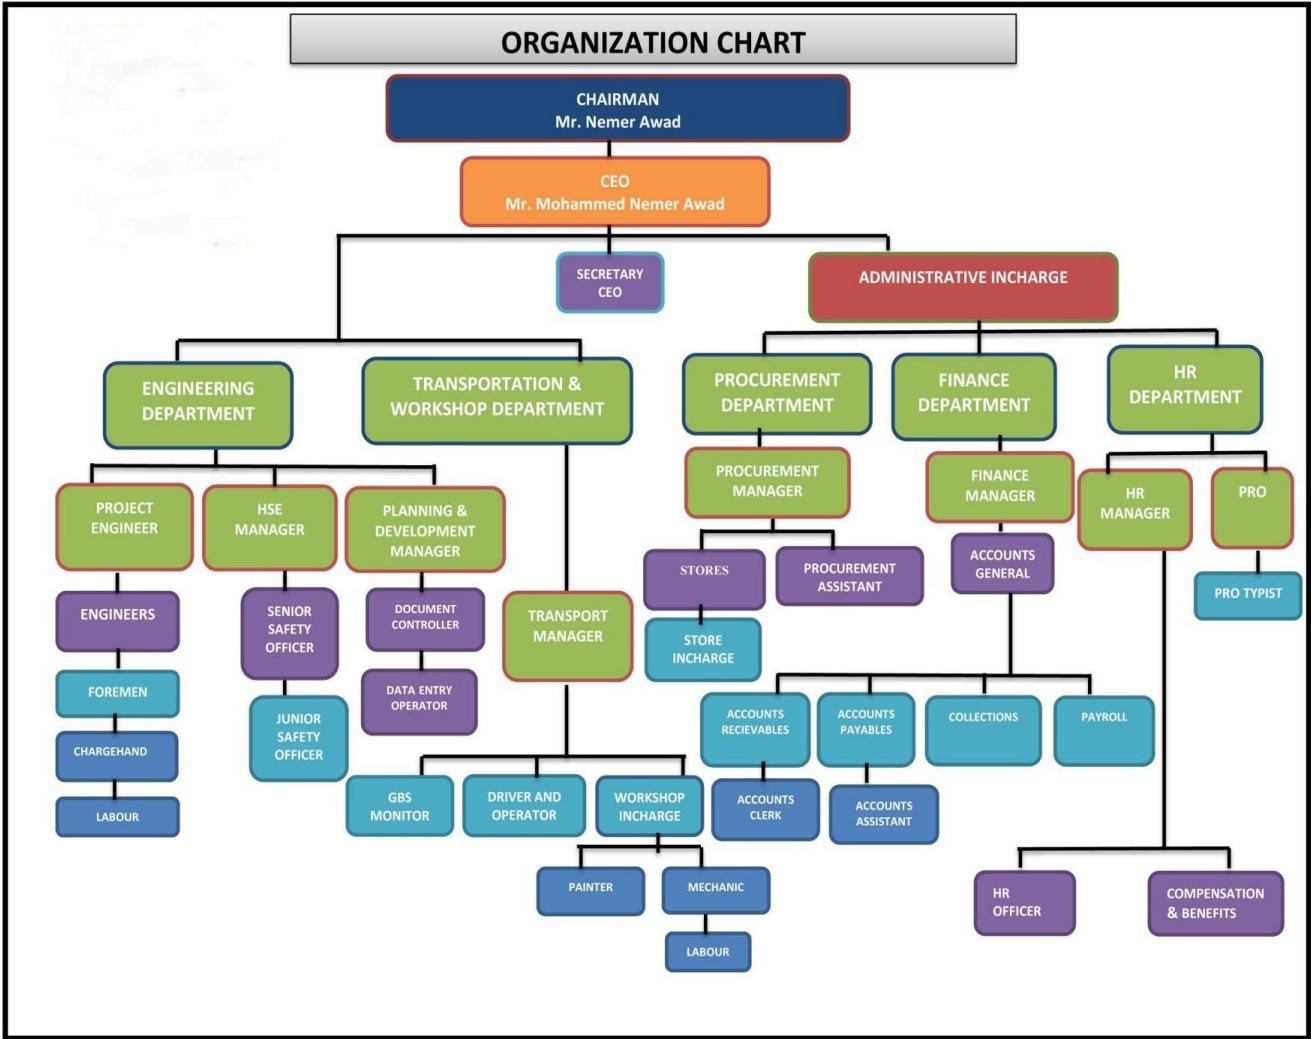 ORGANIZATION CHART
CHAIRMAN
Mr. Nemer Awad
CEO
Mr. Mohammed Nemer Awad
SECRETARY
CEO
ADMINISTRATIVE INCHARGE
ENGINEERING
DEPARTMENT
TRANSPORTATION &
WORKSHOP DEPARTMENT
PROCUREMENT
DEPARTMENT
FINANCE
DEPARTMENT
HR
DEPARTMENT
PROJECT
ENGINEER
HSE
MANAGER
PLANNING &
DEVELOPMENT
MANAGER
PROCUREMENT
MANAGER
FINANCE
MANAGER
HR
MANAGER
PRO
ENGINEERS
SENIOR
SAFETY
OFFICER
DOCUMENT
CONTROLLER
TRANSPORT
MANAGER
STORES
PROCUREMENT
ASSISTANT
ACCOUNTS
GENERAL
PRO TYPIST
STORE
INCHARGE
FOREMEN
JUNIOR
SAFETY
OFFICER
DATA ENTRY
OPERATOR
ACCOUNTS
RECIEVABLES
ACCOUNTS
PAYABLES
COLLECTIONS
PAYROLL
CHARGEHAND
LABOUR
GBS
MONITOR
DRIVER AND
OPERATOR
WORKSHOP
INCHARGE
ACCOUNTS
CLERK
ACCOUNTS
ASSISTANT
PAINTER
MECHANIC
HR
OFFICER
COMPENSATION
& BENEFITS
LABOUR